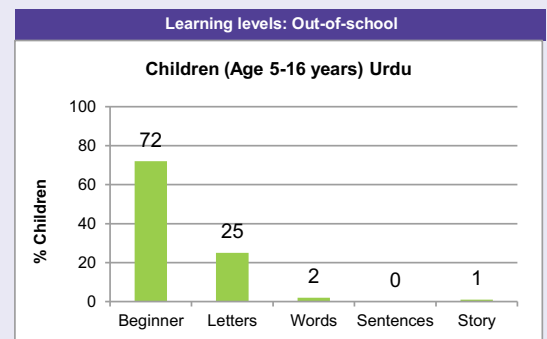 Learning levels: Out-of-school
Children (Age 5-16 years) Urdu
% Children
100
80
60
40
20
0
72
25
2
0
1
Beginner Letters Words Sentences Story